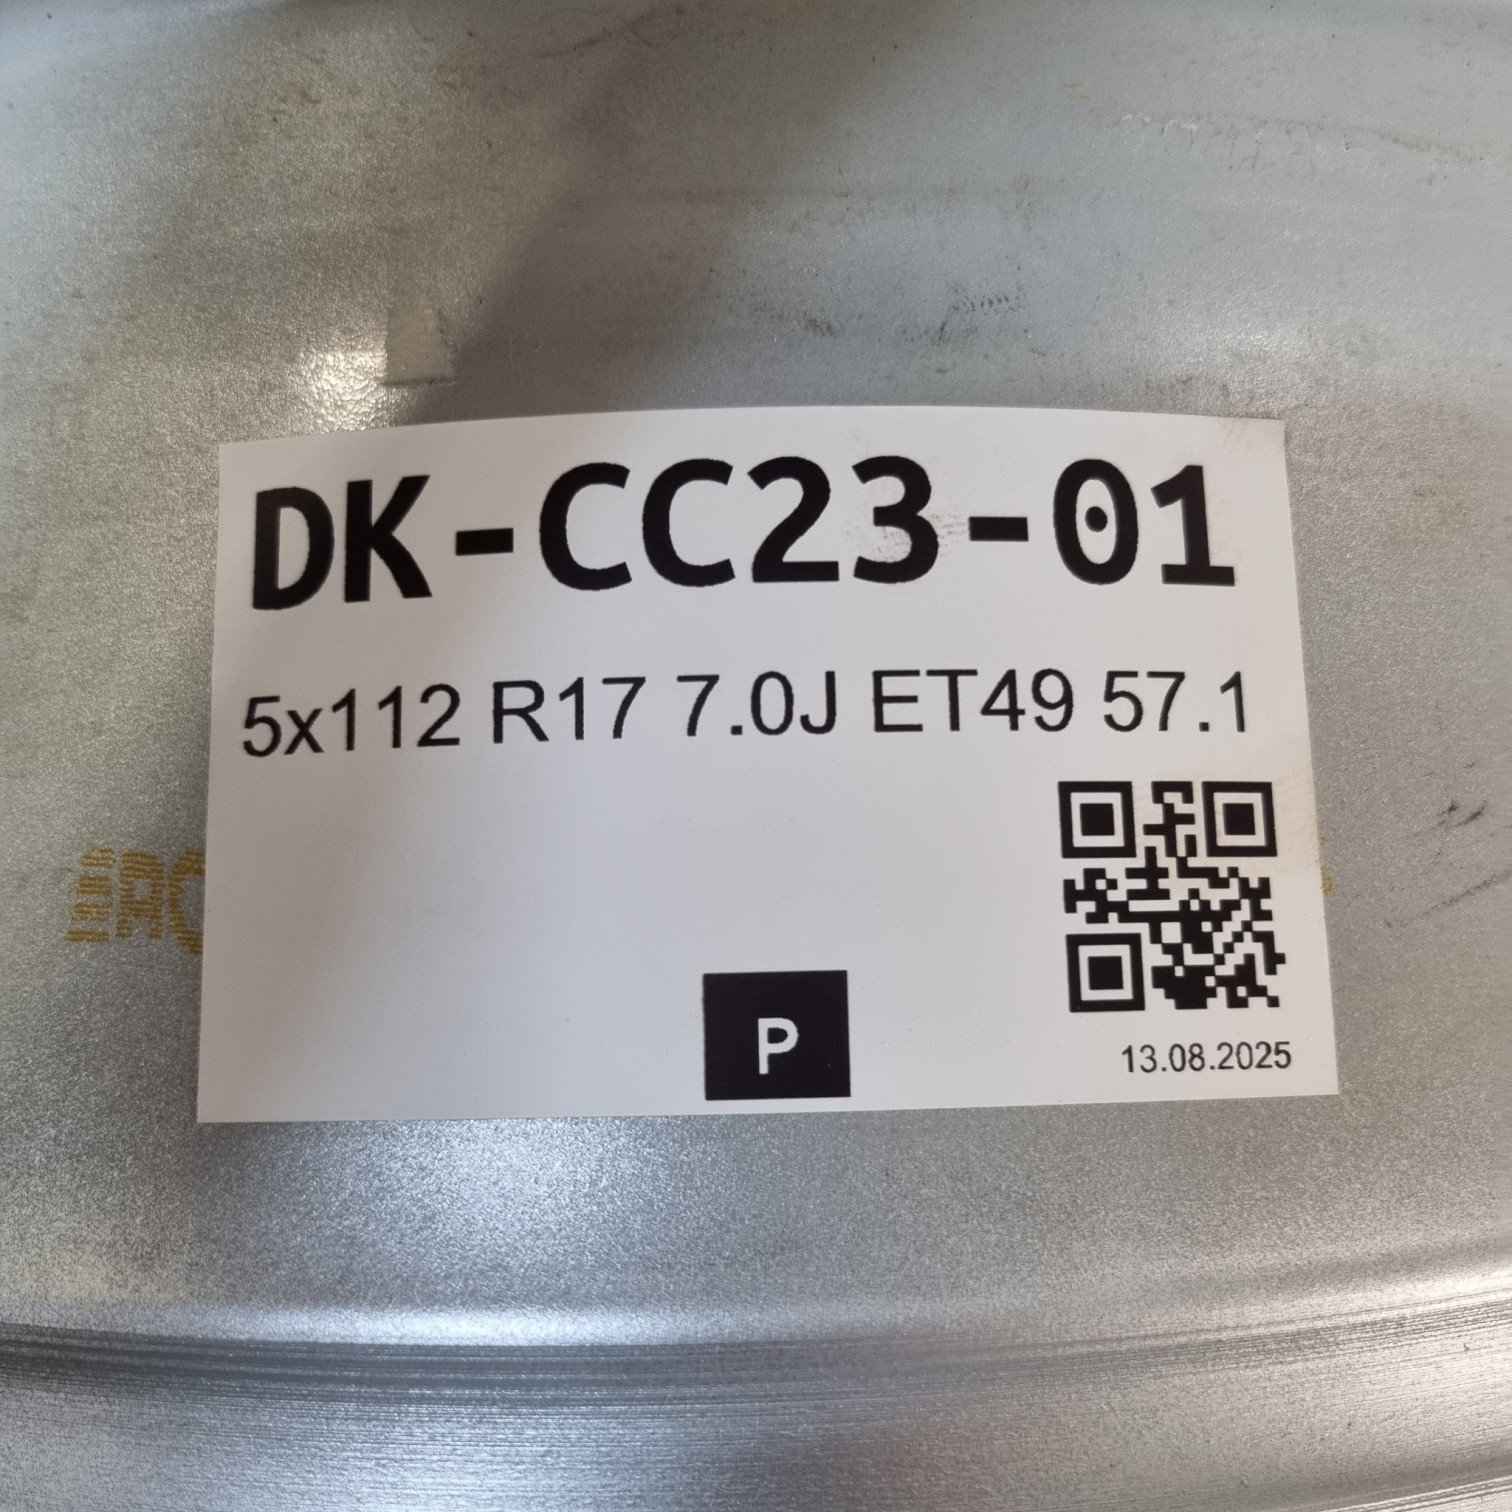 DK-CC23-01
5x112 R17 7.0J ET49 57.1
P
13.08.2025